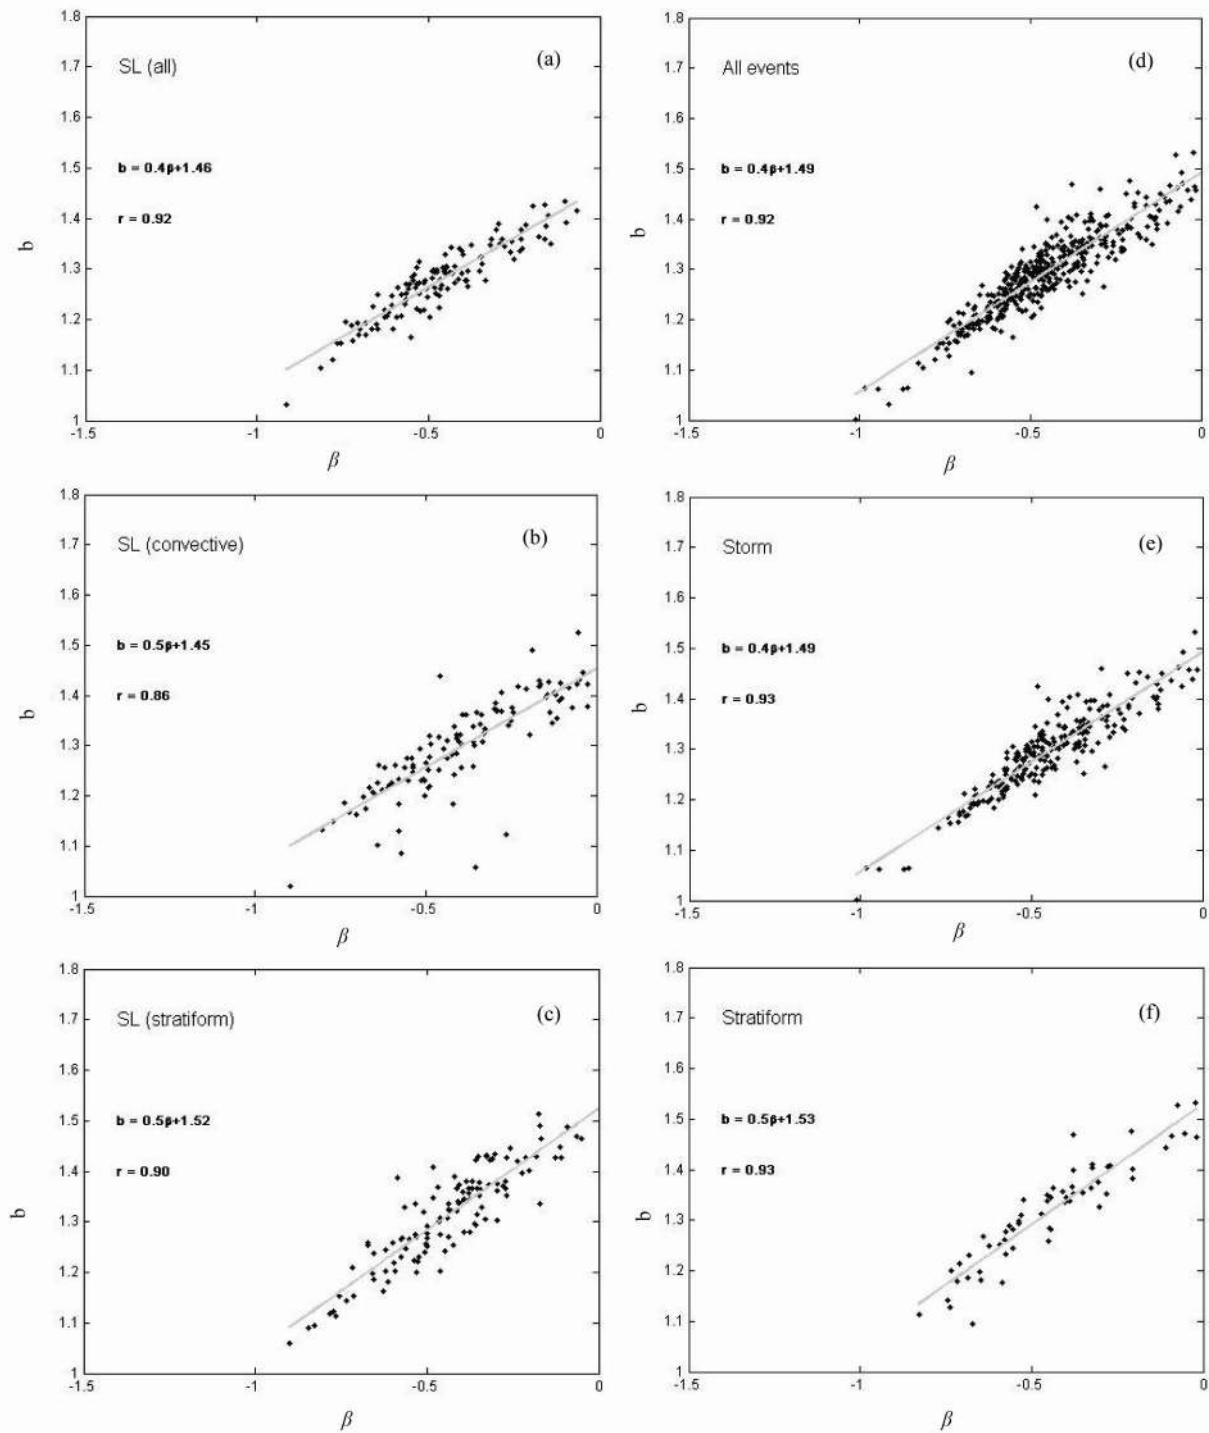 1.8
1.7
1.6
1.5
1.4
1.3
1.2
1.1
1
SL (all)
(a)
b = 0.4β+1.46
r = 0.92
b
-1.5
-1
-0.5
0
β
1.8
1.7
1.6
1.5
1.4
1.3
1.2
1.1
1
All events
(d)
b = 0.4β+1.49
r = 0.92
b
-1.5
-1
-0.5
0
β
1.8
1.7
1.6
1.5
1.4
1.3
1.2
1.1
1
SL (convective)
(b)
b = 0.5β+1.45
r = 0.86
b
-1.5
-1
-0.5
0
β
1.8
1.7
1.6
1.5
1.4
1.3
1.2
1.1
1
Storm
(e)
b = 0.4β+1.49
r = 0.93
b
-1.5
-1
-0.5
0
β
1.8
1.7
1.6
1.5
1.4
1.3
1.2
1.1
1
SL (stratiform)
(c)
b = 0.5β+1.52
r = 0.90
b
-1.5
-1
-0.5
0
β
1.8
1.7
1.6
1.5
1.4
1.3
1.2
1.1
1
Stratiform
(f)
b = 0.5β+1.53
r = 0.93
b
-1.5
-1
-0.5
0
β